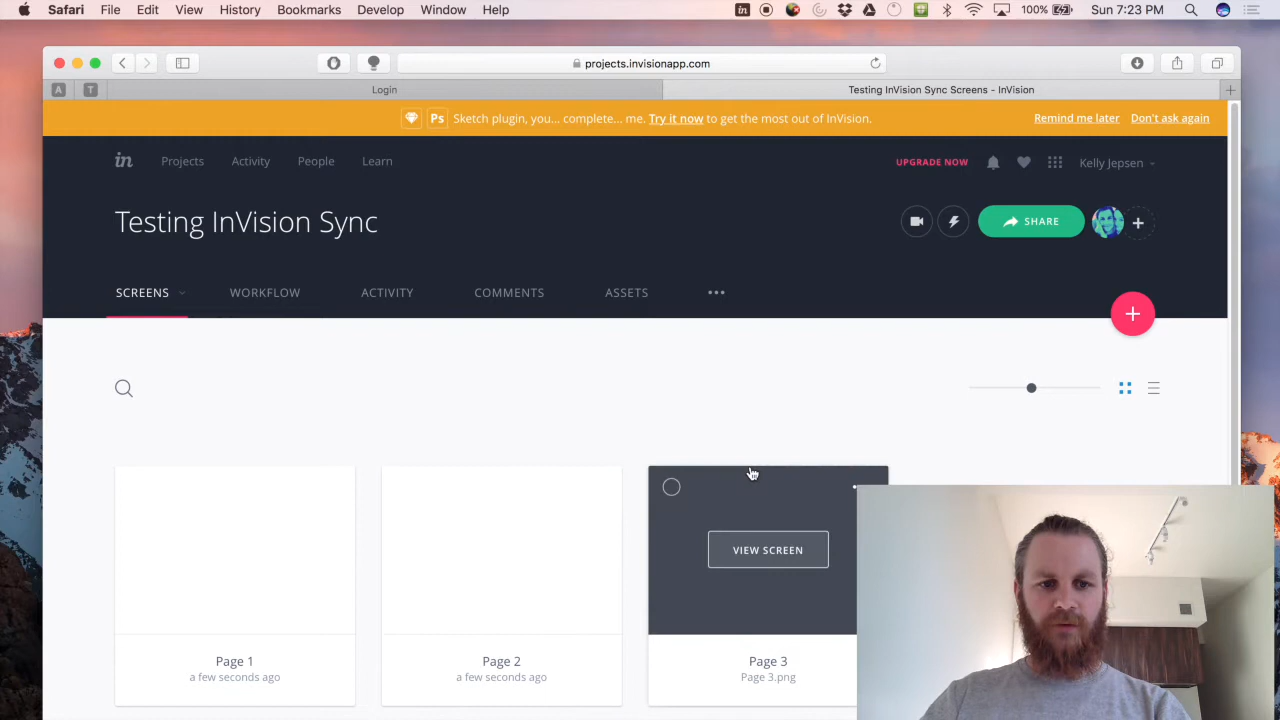 Safari File Edit View History Bookmarks Develop Window Help 100% Sun 7:23 PM
projects.invisionapp.com
A T Login Testing InVision Sync Screens - InVision
Ps Sketch plugin, you... complete... me. Try it now to get the most out of InVision. Remind me later Don't ask again
in Projects Activity People Learn UPGRADE NOW Kelly Jepsen
Testing InVision Sync SHARE
SCREENS WORKFLOW ACTIVITY COMMENTS ASSETS
VIEW SCREEN
Page 1 Page 2 Page 3
a few seconds ago a few seconds ago Page 3.png